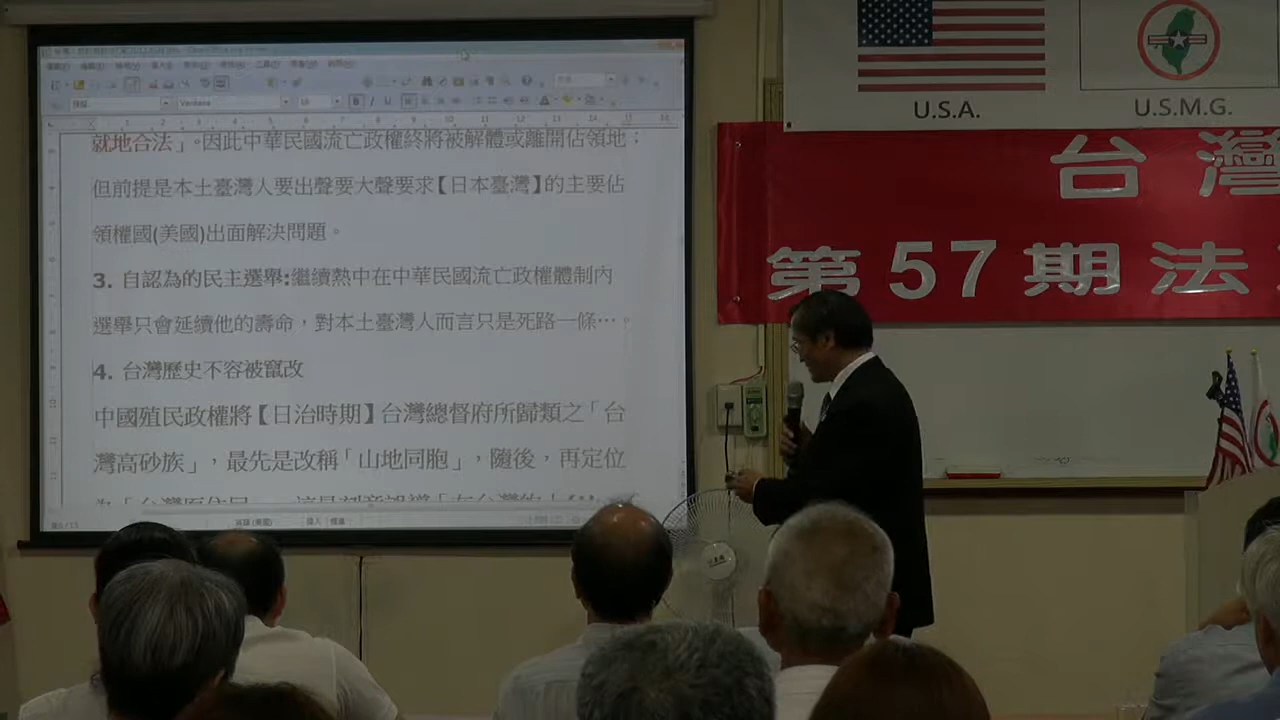 就地合法」。因此中華民國流亡政權終將被解體或離開佔領地；
但前提是本土臺灣人要出聲要大聲要求【日本臺灣】的主要佔
領權國(美國)出面解決問題。
3. 自認為的民主選舉:繼續熱中在中華民國流亡政權體制內
選舉只會延續他的壽命，對本土臺灣人而言只是死路一條…。
4. 台灣歷史不容被竄改
中國殖民政權將【日治時期】台灣總督府所歸類之「台
灣高砂族」，最先是改稱「山地同胞」，隨後，再定位
Verdana
U.S.A.
U.S.M.G.
台灣
第57期法